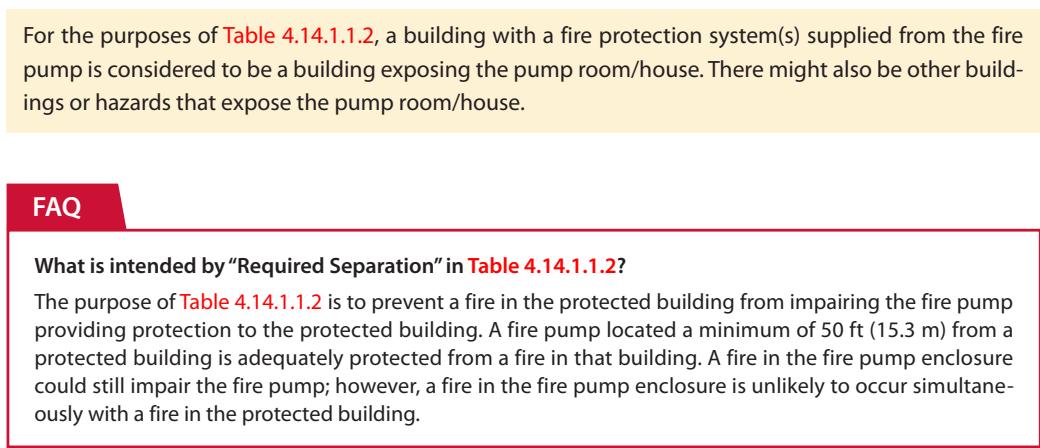 For the purposes of Table 4.14.1.1.2, a building with a fire protection system(s) supplied from the fire
pump is considered to be a building exposing the pump room/house. There might also be other build-
ings or hazards that expose the pump room/house.
FAQ
What is intended by “Required Separation” in Table 4.14.1.1.2?
The purpose of Table 4.14.1.1.2 is to prevent a fire in the protected building from impairing the fire pump
providing protection to the protected building. A fire pump located a minimum of 50 ft (15.3 m) from a
protected building is adequately protected from a fire in that building. A fire in the fire pump enclosure
could still impair the fire pump; however, a fire in the fire pump enclosure is unlikely to occur simultane-
ously with a fire in the protected building.